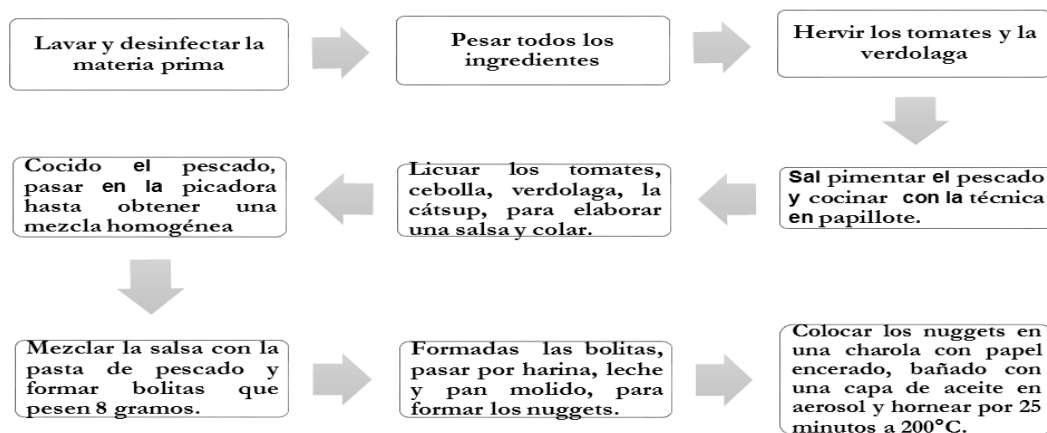 Lavar y desinfectar la
materia prima
Pesar todos los
ingredientes
Hervir los tomates y la
verdolaga
Sal pimentar el pescado
y cocinar con la técnica
en papillote.
Licuar los tomates,
cebolla, verdolaga, la
cátsup, para elaborar
una salsa y colar.
Cocido el pescado,
pasar en la picadora
hasta obtener una
mezcla homogénea
Mezclar la salsa con la
pasta de pescado y
formar bolitas que
pesen 8 gramos.
Formadas las bolitas,
pasar por harina, leche
y pan molido, para
formar los nuggets.
Colocar los nuggets en
una charola con papel
encerado, bañado con
una capa de aceite en
aerosol y hornear por 25
minutos a 200°C.